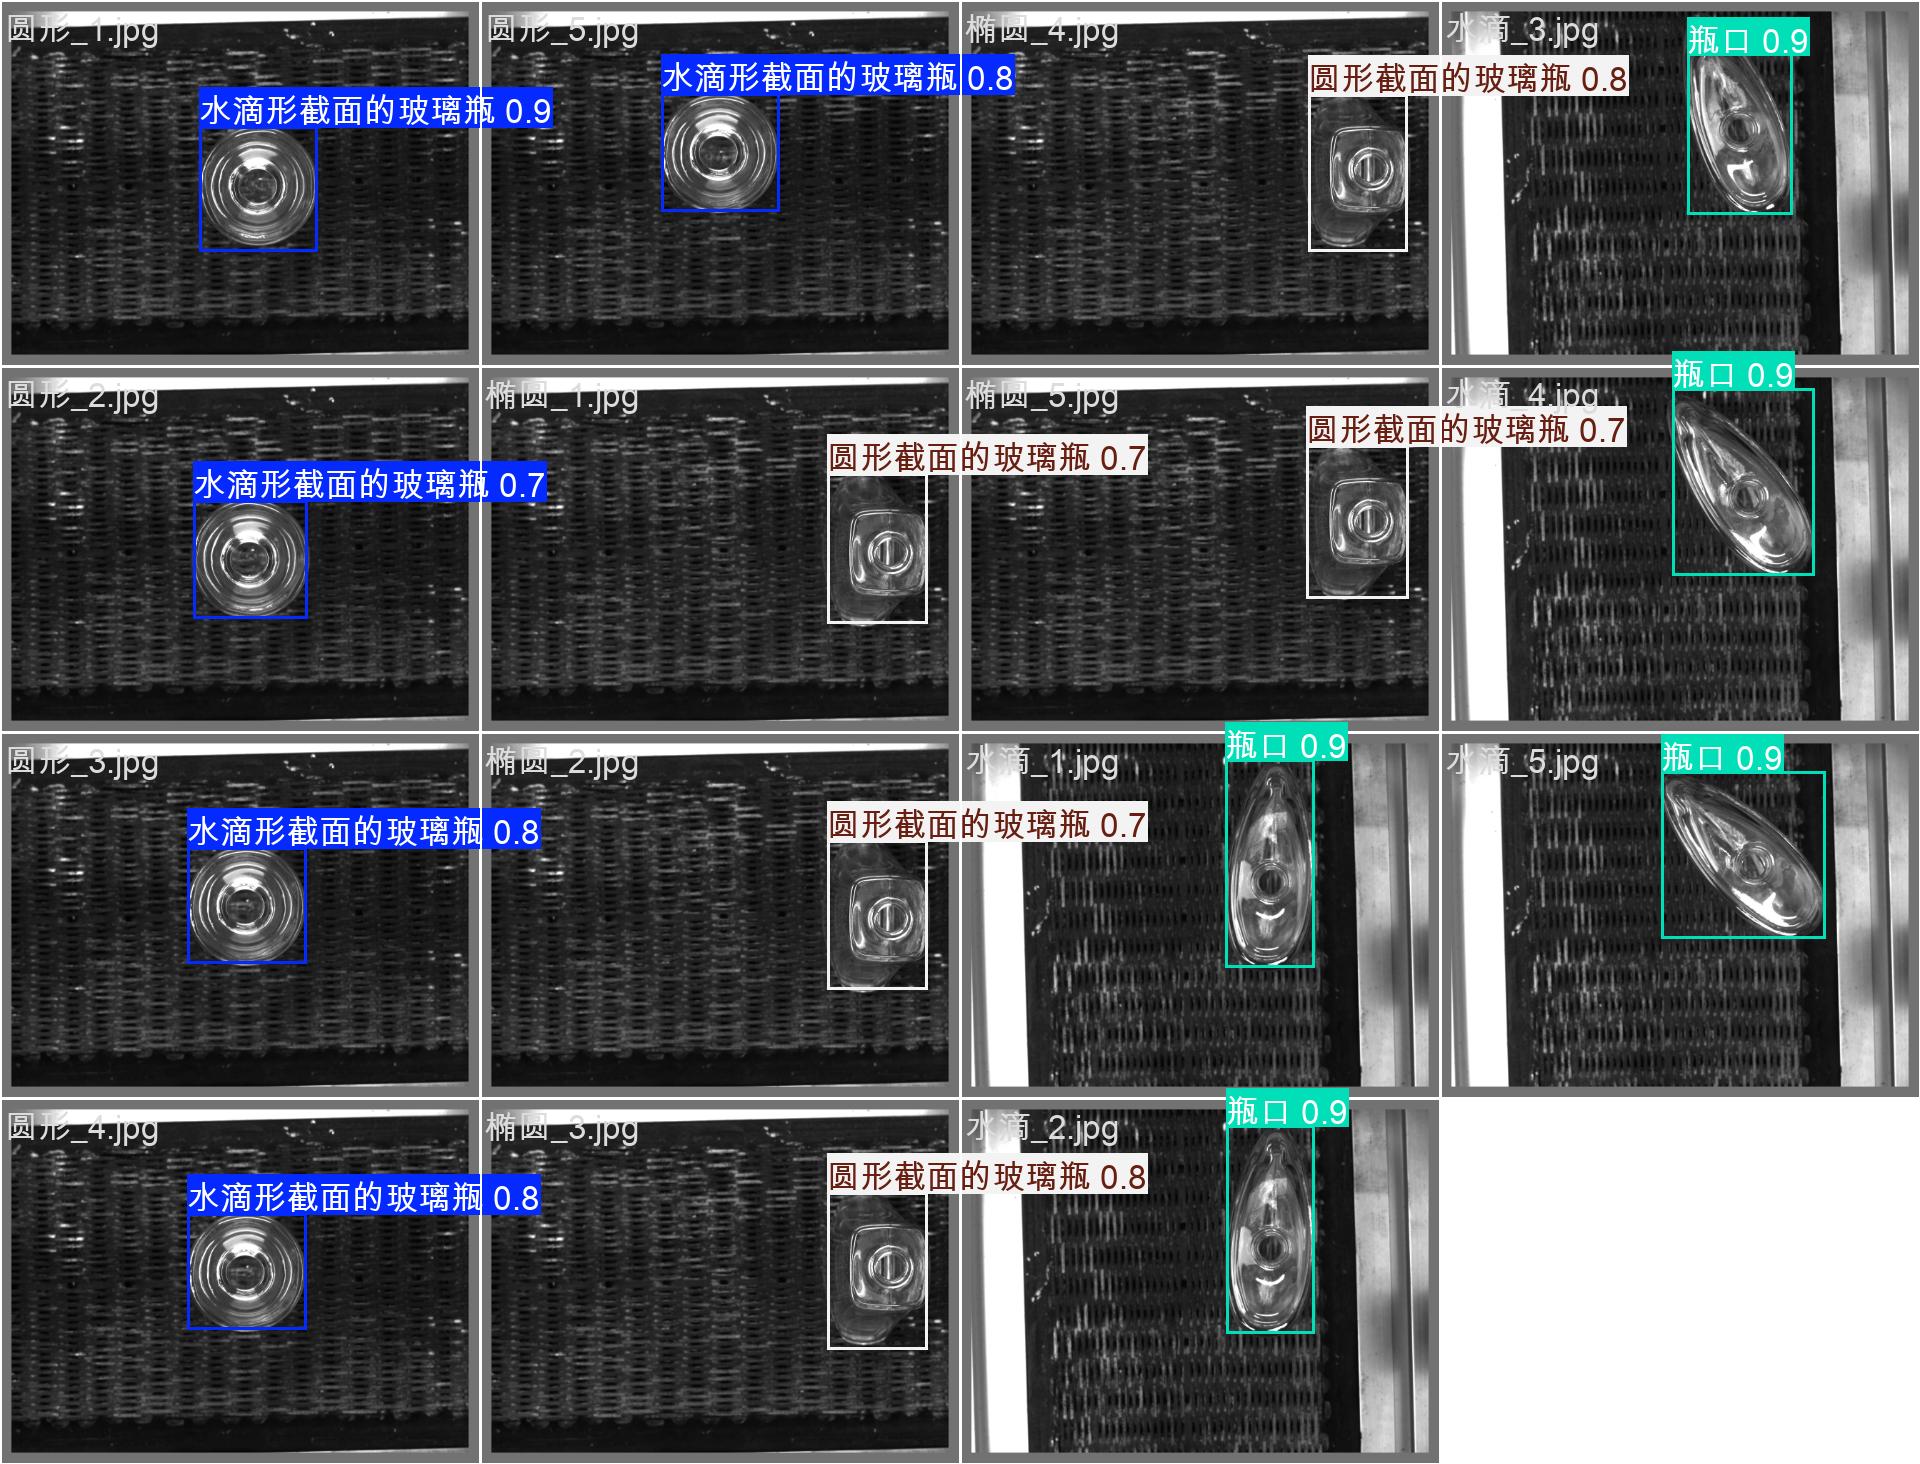 圆形_1.jpg
水滴形截面的玻璃瓶 0.9
圆形_5.jpg
水滴形截面的玻璃瓶 0.8
椭圆_4.jpg
圆形截面的玻璃瓶 0.8
水滴_3.jpg
瓶口 0.9
圆形_2.jpg
水滴形截面的玻璃瓶 0.7
椭圆_1.jpg
圆形截面的玻璃瓶 0.7
椭圆_5.jpg
圆形截面的玻璃瓶 0.7
水滴_4.jpg
瓶口 0.9
圆形_3.jpg
水滴形截面的玻璃瓶 0.8
椭圆_2.jpg
圆形截面的玻璃瓶 0.7
水滴_1.jpg
瓶口 0.9
水滴_5.jpg
瓶口 0.9
圆形_4.jpg
水滴形截面的玻璃瓶 0.8
椭圆_3.jpg
圆形截面的玻璃瓶 0.8
水滴_2.jpg
瓶口 0.9